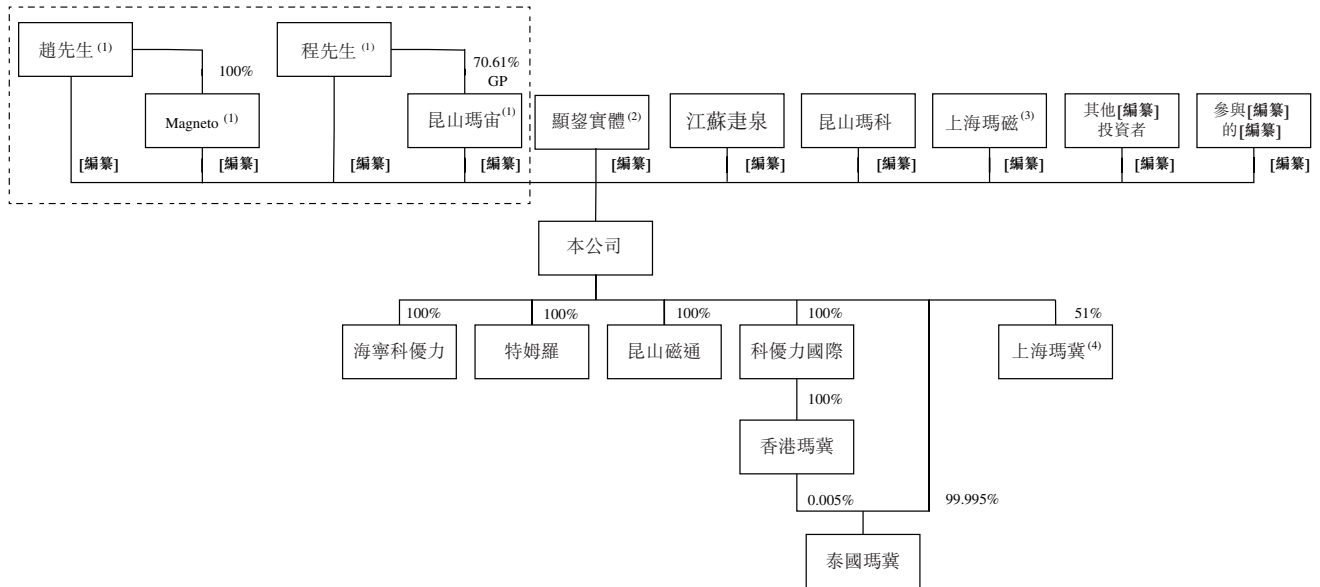 趙先生(1)
程先生(1)
100%
70.61%
GP
Magneto (1)
昆山瑪宙(1)
顯鋆實體(2)
江蘇疌泉
昆山瑪科
上海瑪磁(3)
其他[編纂]
投資者
參與[編纂]
的[編纂]
[編纂]
[編纂]
[編纂]
[編纂]
[編纂]
[編纂]
[編纂]
[編纂]
[編纂]
[編纂]
本公司
100%
100%
100%
100%
51%
海寧科優力
特姆羅
昆山磁通
科優力國際
上海瑪冀(4)
100%
香港瑪冀
0.005%
99.995%
泰國瑪冀